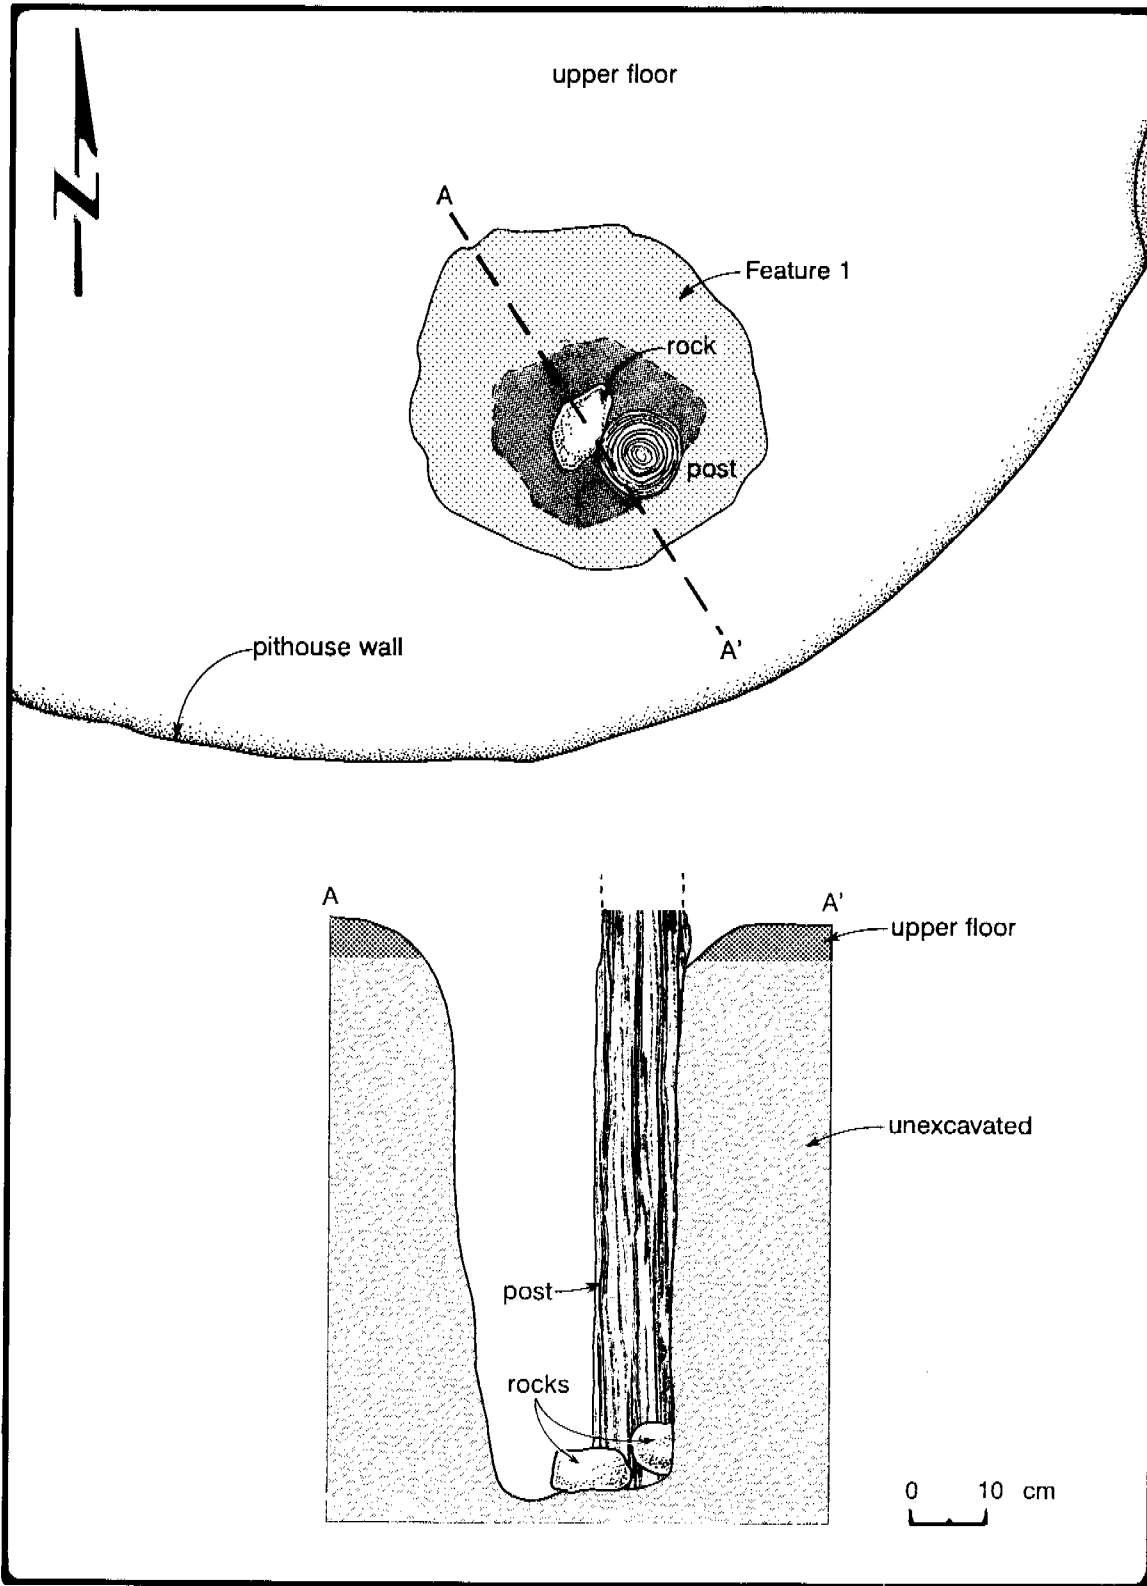 upper floor
N
A
Feature 1
rock
post
A'
pithouse wall
A
A'
upper floor
unexcavated
post
rocks
0 10 cm